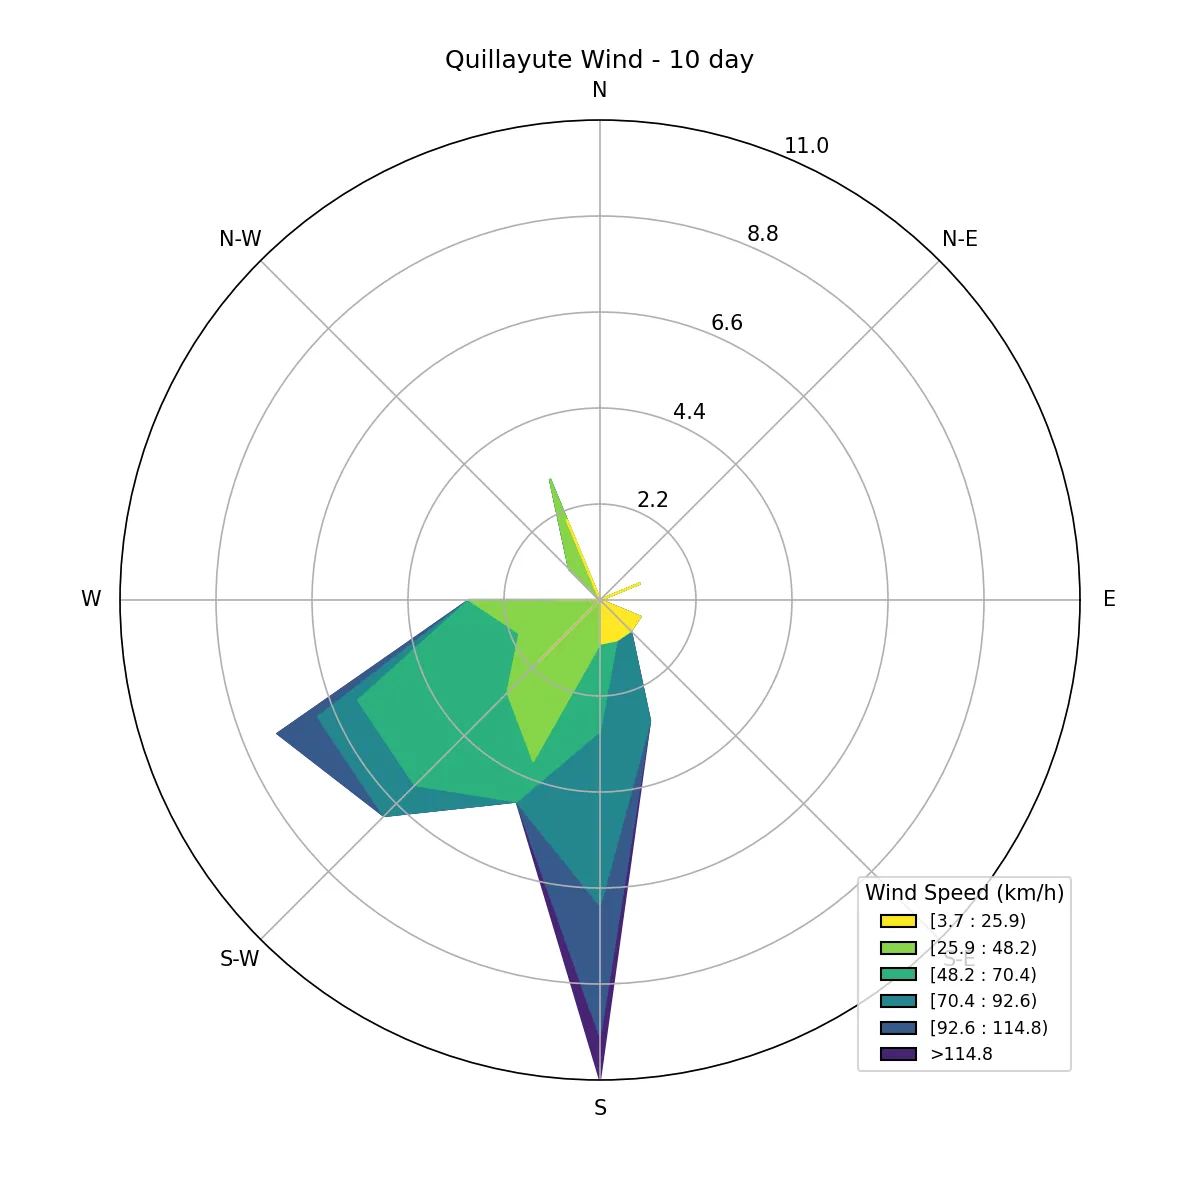 Quillayute Wind - 10 day
N
11.0
N-W
8.8
N-E
6.6
4.4
2.2
W
E
S-W
S-E
S
Wind Speed (km/h)
[3.7 : 25.9)
[25.9 : 48.2)
[48.2 : 70.4)
[70.4 : 92.6)
[92.6 : 114.8)
>114.8